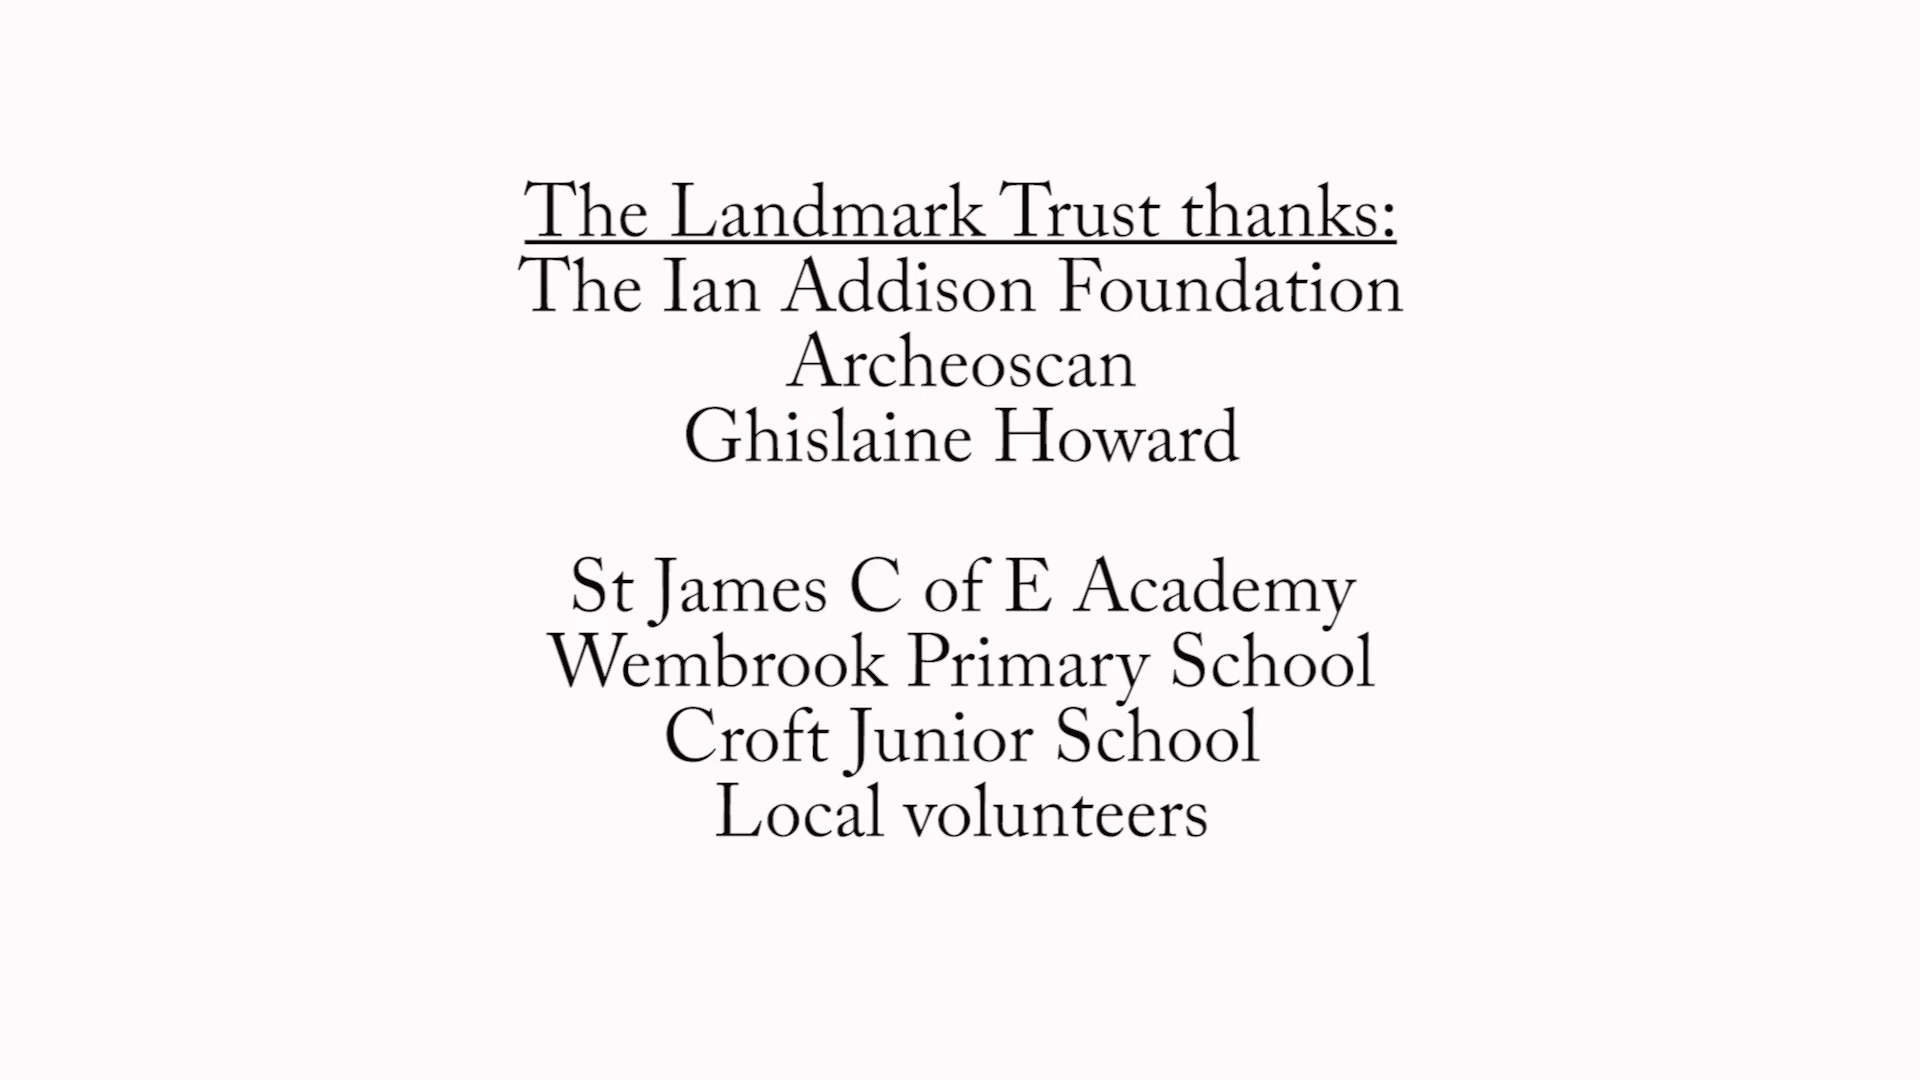 The Landmark Trust thanks:
The Ian Addison Foundation
Archeoscan
Ghislaine Howard
St James C of E Academy
Wembrook Primary School
Croft Junior School
Local volunteers